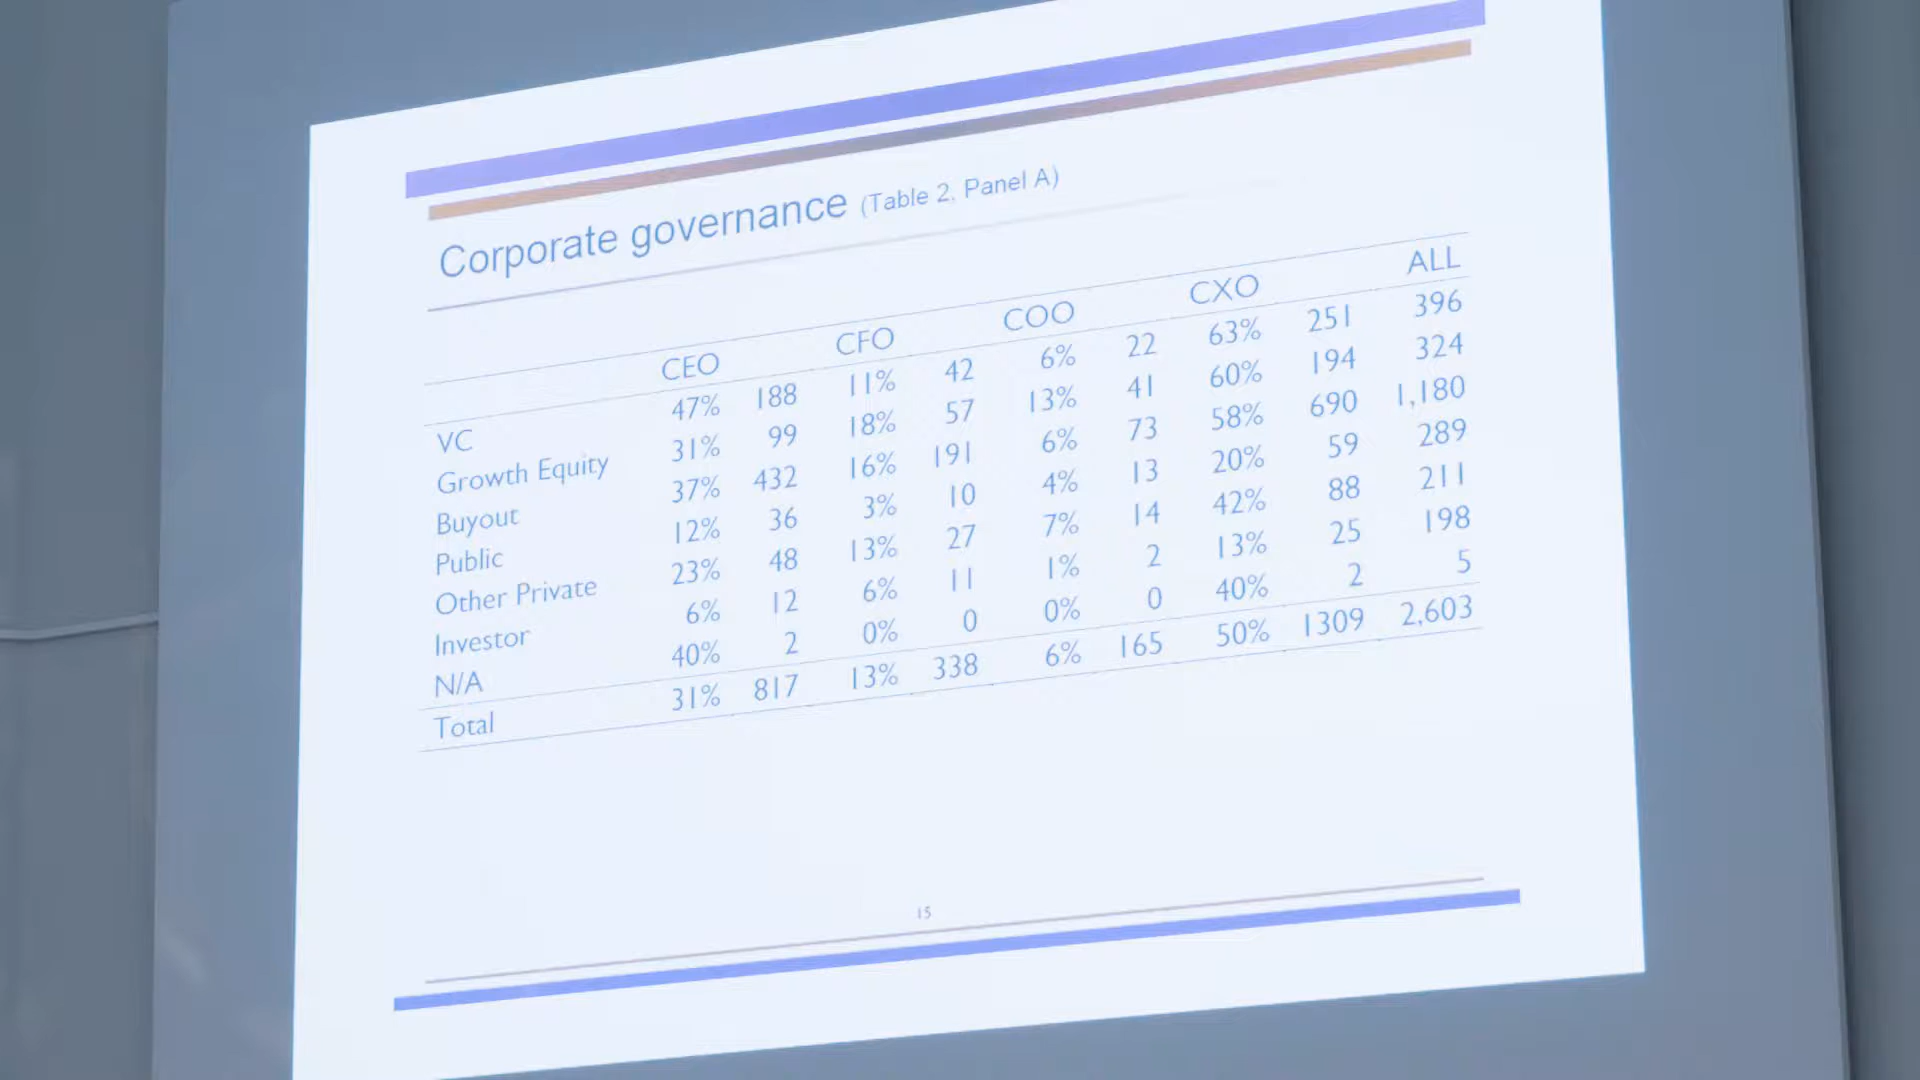 Corporate governance (Table 2, Panel A)
CEO CFO COO CXO ALL
VC 47% 188 11% 42 6% 22 63% 251 396
Growth Equity 31% 99 18% 57 13% 41 60% 194 324
Buyout 37% 432 16% 191 6% 73 58% 690 1,180
Public 12% 36 3% 10 4% 13 20% 59 289
Other Private 23% 48 13% 27 7% 14 42% 88 211
Investor 6% 12 6% 11 1% 2 13% 25 198
N/A 40% 2 0% 0 0% 0 40% 2 5
Total 31% 817 13% 338 6% 165 50% 1309 2,603
15